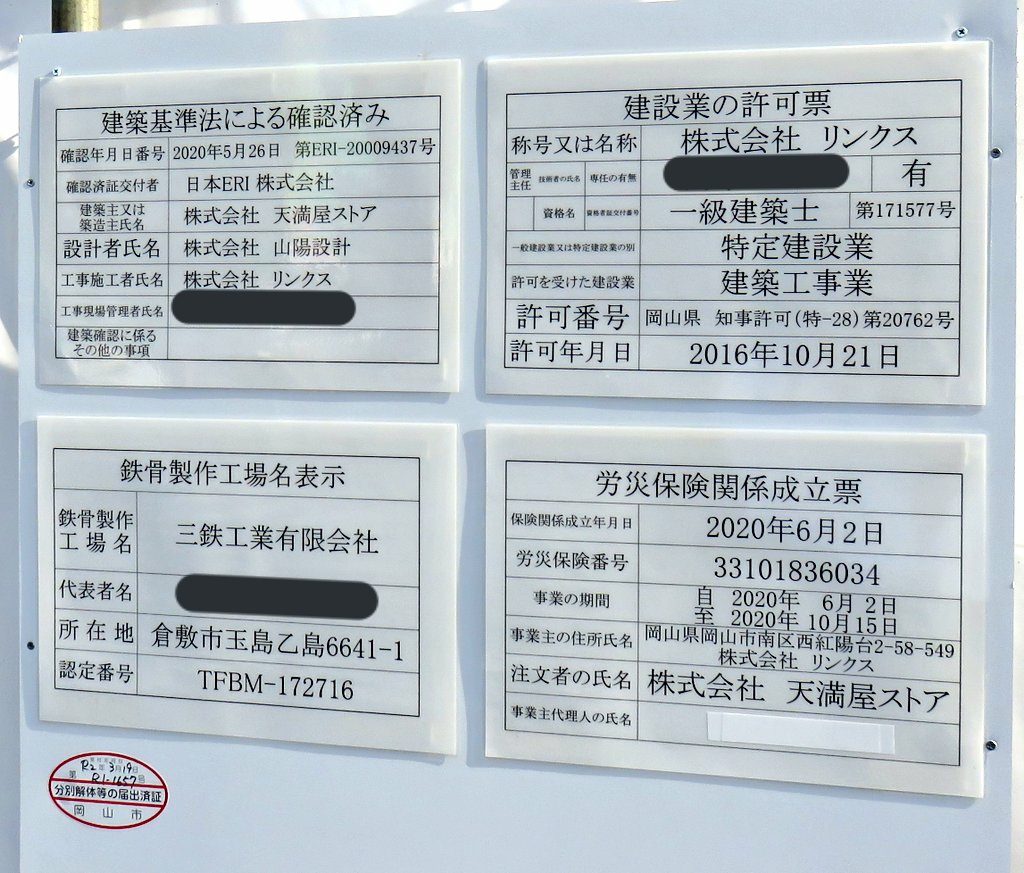 建築基準法による確認済み
確認年月日番号 2020年5月26日 第ERI-20009437号
確認済証交付者 日本ERI 株式会社
建築主又は
築造主氏名 株式会社 天満屋ストア
設計者氏名 株式会社 山陽設計
工事施工者氏名 株式会社 リンクス
工事現場管理者氏名
建築確認に係る
その他の事項
建設業の許可票
称号又は名称 株式会社 リンクス
管理
主任 技術者の氏名 専任の有無 有
資格名 資格者証交付番号 一級建築士 第171577号
一般建設業又は特定建設業の別 特定建設業
許可を受けた建設業 建築工事業
許可番号 岡山県 知事許可(特-28)第20762号
許可年月日 2016年10月21日
鉄骨製作工場名表示
鉄骨製作
工場名 三鉄工業有限会社
代表者名
所在地 倉敷市玉島乙島6641-1
認定番号 TFBM-172716
労災保険関係成立票
保険関係成立年月日 2020年6月2日
労災保険番号 33101836034
事業の期間 自 2020年 6月 2日
至 2020年 10月15日
事業主の住所氏名 岡山県岡山市南区西紅陽台2-58-549
株式会社 リンクス
注文者の氏名 株式会社 天満屋ストア
事業主代理人の氏名
R2年3月19日
第 R1-1657号
分別解体等の届出済証
岡山市